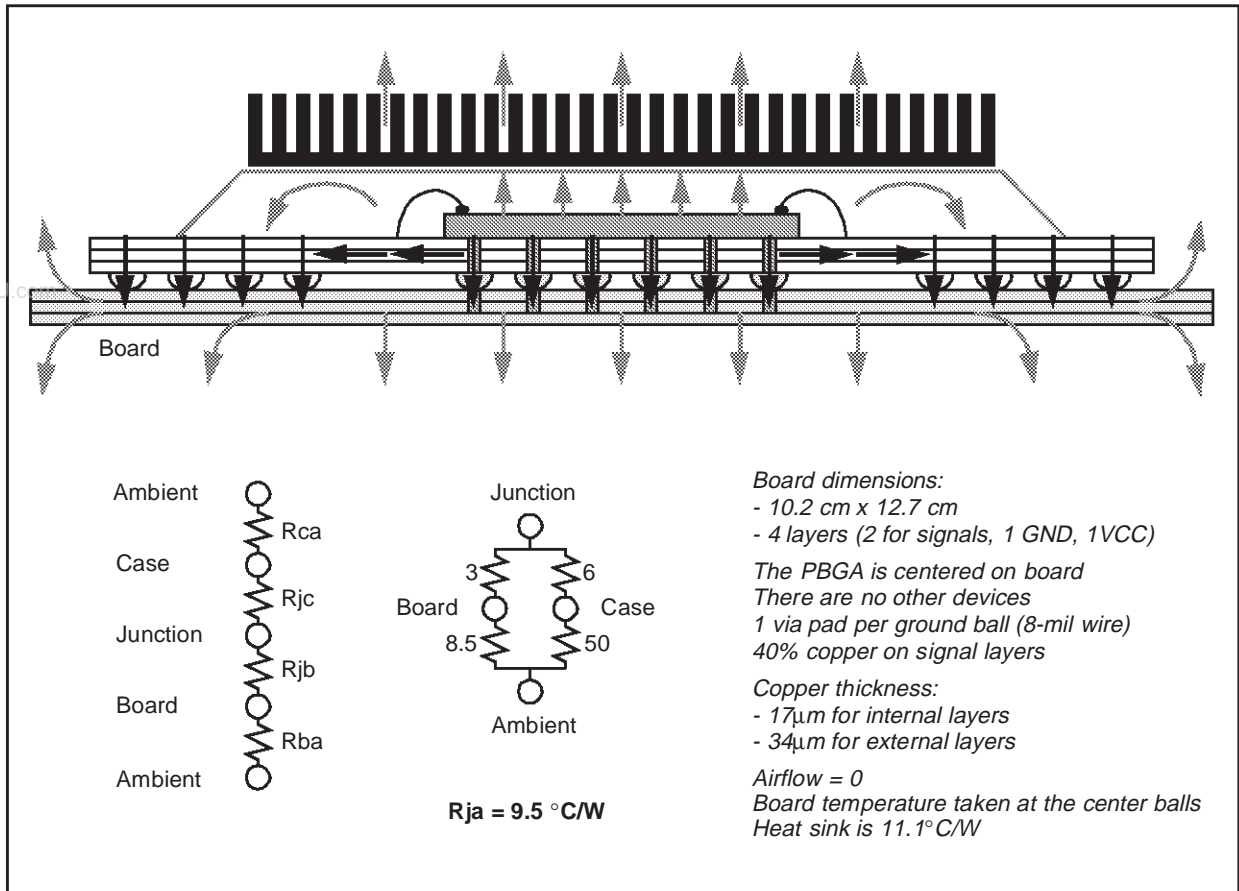 J.com
Board
Ambient
Rca
Case
Rjc
Junction
Rjb
Board
Rba
Ambient
Junction
3
6
Board
Case
8.5
50
Ambient
Rja = 9.5 °C/W
Board dimensions:
- 10.2 cm x 12.7 cm
- 4 layers (2 for signals, 1 GND, 1VCC)
The PBGA is centered on board
There are no other devices
1 via pad per ground ball (8-mil wire)
40% copper on signal layers
Copper thickness:
- 17μm for internal layers
- 34μm for external layers
Airflow = 0
Board temperature taken at the center balls
Heat sink is 11.1°C/W